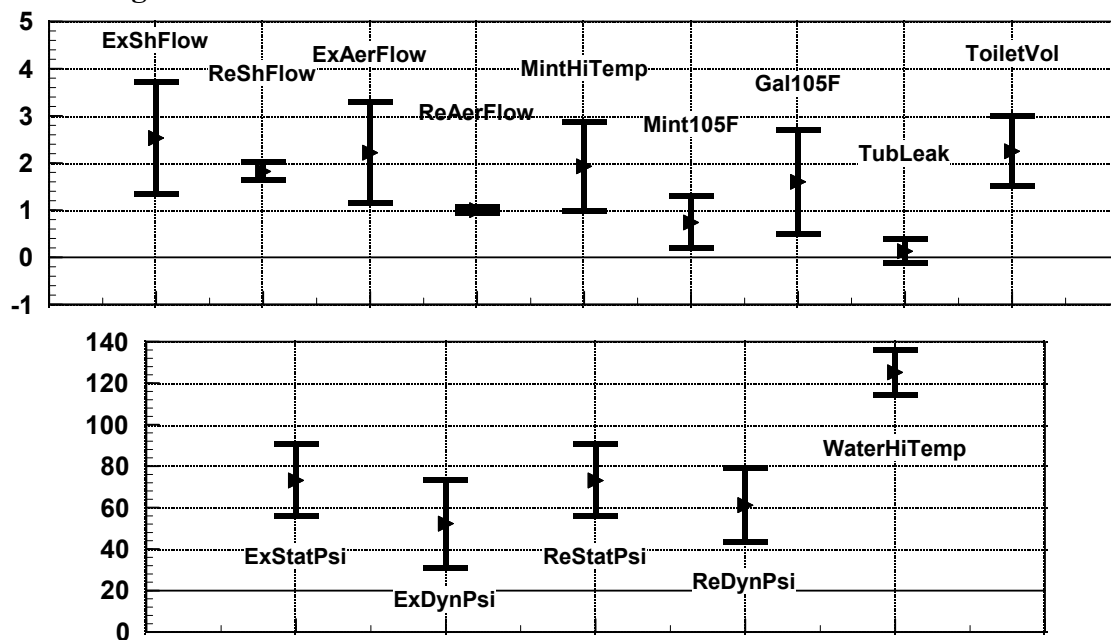 5
ExShFlow
ExAerFlow
ToiletVol
4
ReShFlow
MintHiTemp
Gal105F
3
ReAerFlow
Mint105F
TubLeak
2
1
0
-1
140
120
100
WaterHiTemp
80
60
40
ExStatPsi
ReStatPsi
ReDynPsi
20
ExDynPsi
0